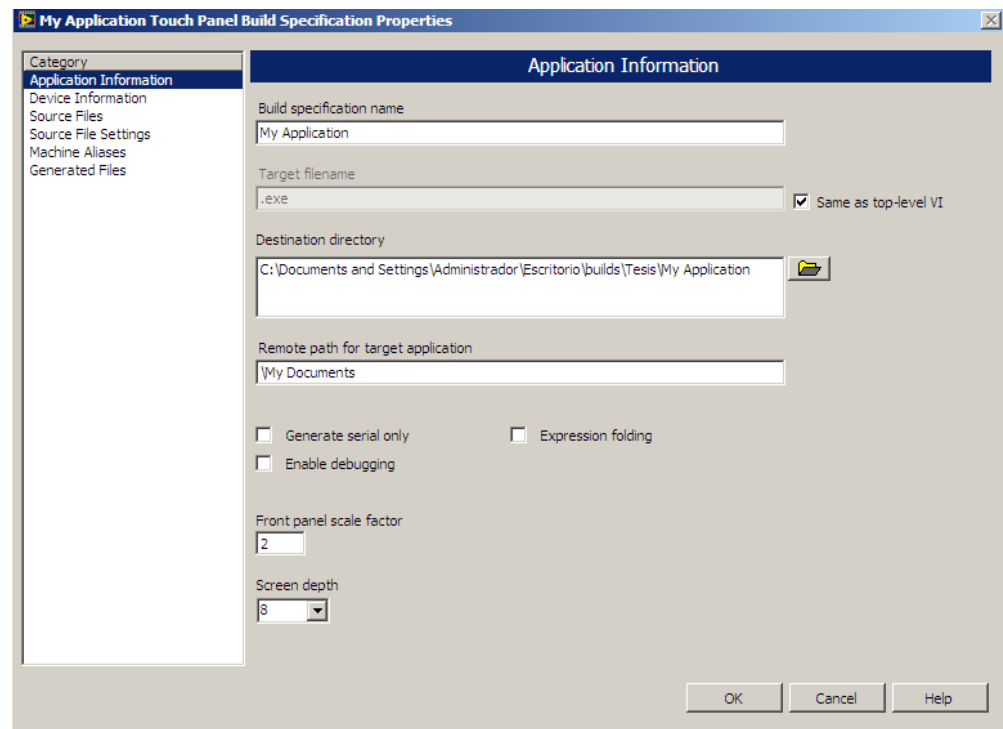 My Application Touch Panel Build Specification Properties
Category
Application Information
Device Information
Source Files
Source File Settings
Machine Aliases
Generated Files
Application Information
Build specification name
My Application
Target filename
.exe
Same as top-level VI
Destination directory
C:\Documents and Settings\Administrador\Escritorio\builds\Tesis\My Application
Remote path for target application
\My Documents
Generate serial only
Expression folding
Enable debugging
Front panel scale factor
2
Screen depth
8
OK
Cancel
Help